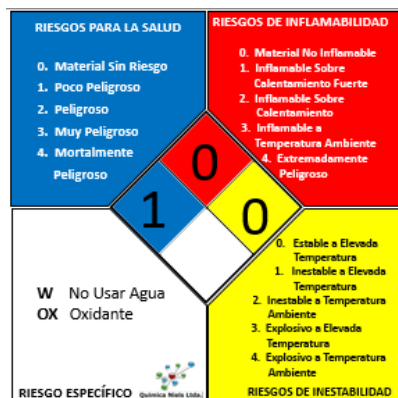 RIESGOS PARA LA SALUD
0. Material Sin Riesgo
1. Poco Peligroso
2. Peligroso
3. Muy Peligroso
4. Mortalmente
Peligroso
RIESGOS DE INFLAMABILIDAD
0. Material No Inflamable
1. Inflamable Sobre
Calentamiento Fuerte
2. Inflamable Sobre
Calentamiento
3. Inflamable a
Temperatura Ambiente
4. Extremadamente
Peligroso
0
1
0
W No Usar Agua
OX Oxidante
RIESGO ESPECÍFICO
Química Niels Ltda.
0. Estable a Elevada
Temperatura
1. Inestable a Elevada
Temperatura
2. Inestable a Temperatura
Ambiente
3. Explosivo a Elevada
Temperatura
4. Explosivo a Temperatura
Ambiente
RIESGOS DE INESTABILIDAD